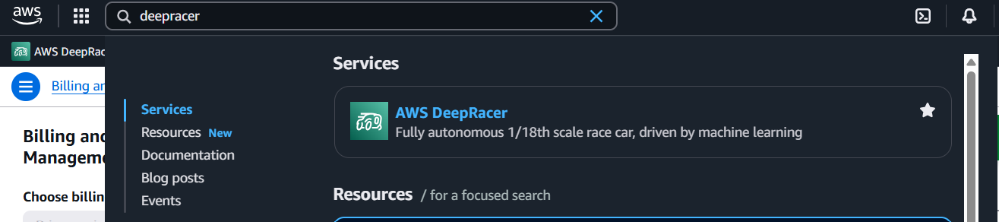 aws
deepracer
AWS DeepRac
Billing an
Billing and
Manageme
Choose billin
Services
Resources New
Documentation
Blog posts
Events
Services
AWS DeepRacer
Fully autonomous 1/18th scale race car, driven by machine learning
Resources / for a focused search